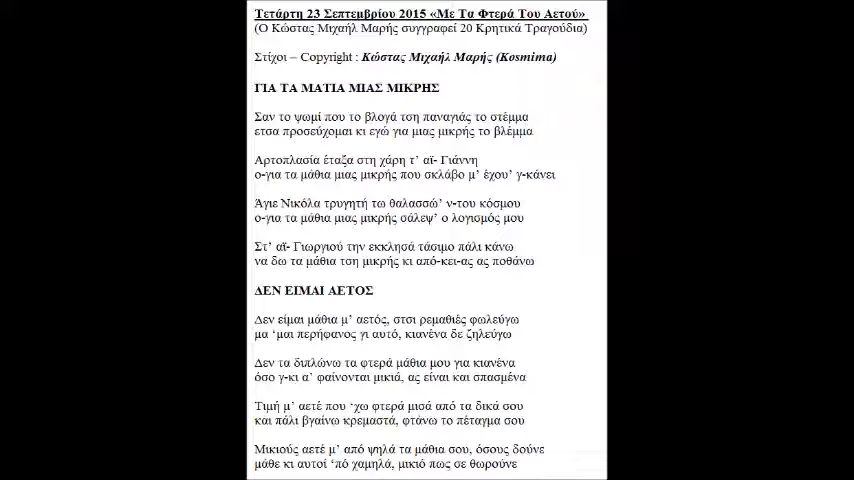 Τετάρτη 23 Σεπτεμβρίου 2015 «Με Τα Φτερά Του Αετού»
(Ο Κώστας Μιχαήλ Μαρής συγγραφεί 20 Κρητικά Τραγούδια)
Στίχοι – Copyright : Κώστας Μιχαήλ Μαρής (Kosmima)
ΓΙΑ ΤΑ ΜΑΤΙΑ ΜΙΑΣ ΜΙΚΡΗΣ
Σαν το ψωμί που το βλογά τση παναγιάς το στέμμα
ετσα προσεύχομαι κι εγώ για μιας μικρής το βλέμμα
Αρτοπλασία έταξα στη χάρη τ’ αϊ- Γιάννη
ο-για τα μάθια μιας μικρής που σκλάβο μ’ έχου’ γ-κάνει
Άγιε Νικόλα τρυγητή τω θαλασσώ’ ν-του κόσμου
ο-για τα μάθια μιας μικρής σάλεψ’ ο λογισμός μου
Στ’ αϊ- Γιωργιού την εκκλησά τάσιμο πάλι κάνω
να δω τα μάθια τση μικρής κι από-κει-ας ας ποθάνω
ΔΕΝ ΕΙΜΑΙ ΑΕΤΟΣ
Δεν είμαι μάθια μ’ αετός, στσι ρεμαθιές φωλεύγω
μα ‘μαι περήφανος γι αυτό, κιανένα δε ζηλεύγω
Δεν τα διπλώνω τα φτερά μάθια μου για κιανένα
όσο γ-κι α’ φαίνονται μικιά, ας είναι και σπασμένα
Τιμή μ’ αετέ που ‘χω φτερά μισά από τα δικά σου
και πάλι βγαίνω κρεμαστά, φτάνω το πέταγμα σου
Μικιούς αετέ μ’ από ψηλά τα μάθια σου, όσους δούνε
μάθε κι αυτοί ‘πό χαμηλά, μικιό πως σε θωρούνε